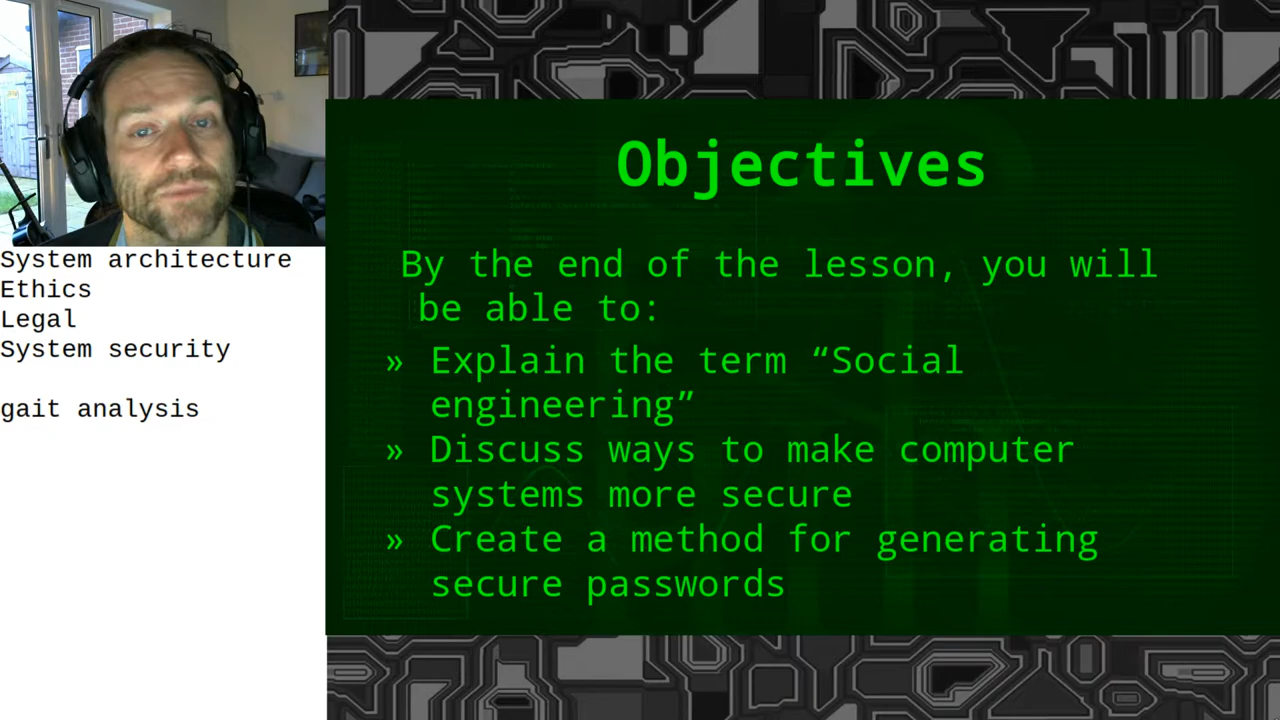 System architecture
Ethics
Legal
System security
gait analysis
Objectives
By the end of the lesson, you will
be able to:
» Explain the term “Social
engineering”
» Discuss ways to make computer
systems more secure
» Create a method for generating
secure passwords